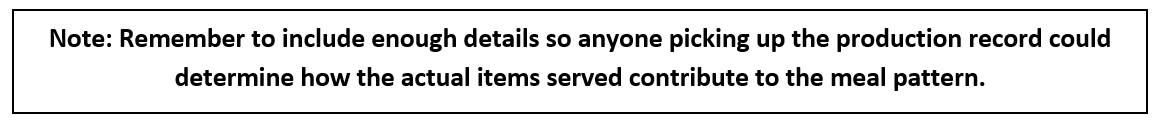 Note: Remember to include enough details so anyone picking up the production record could
determine how the actual items served contribute to the meal pattern.